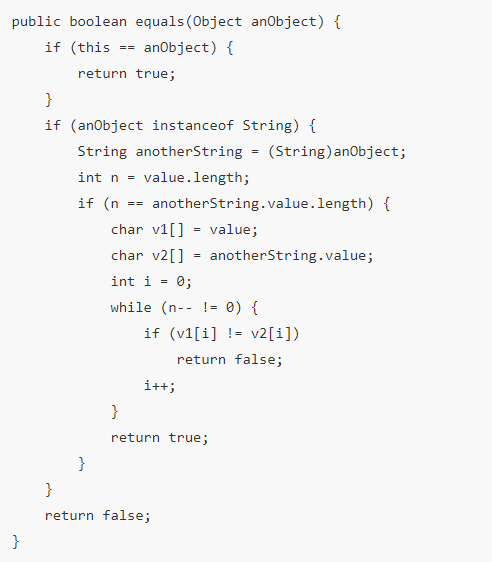 public boolean equals(Object anObject) {
    if (this == anObject) {
        return true;
    }
    if (anObject instanceof String) {
        String anotherString = (String)anObject;
        int n = value.length;
        if (n == anotherString.value.length) {
            char v1[] = value;
            char v2[] = anotherString.value;
            int i = 0;
            while (n-- != 0) {
                if (v1[i] != v2[i])
                    return false;
                i++;
            }
            return true;
        }
    }
    return false;
}